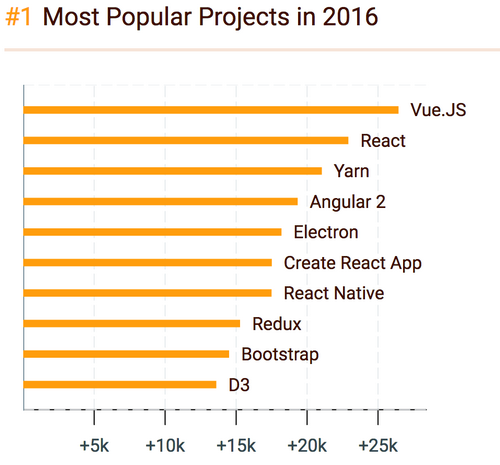 #1 Most Popular Projects in 2016
Vue.JS
React
Yarn
Angular 2
Electron
Create React App
React Native
Redux
Bootstrap
D3
+5k +10k +15k +20k +25k